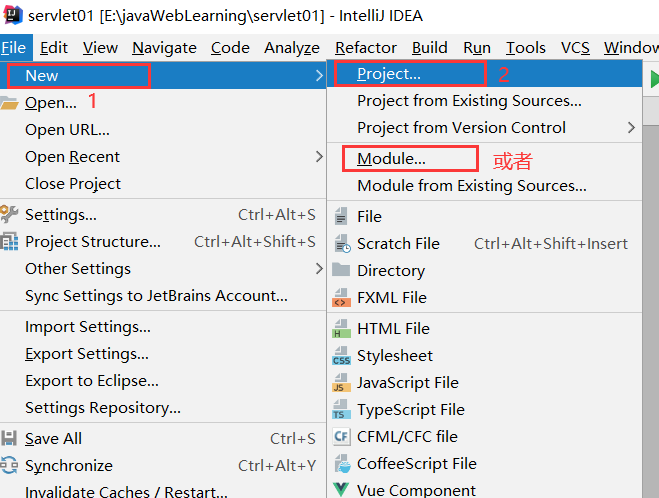 servlet01 [E:\javaWebLearning\servlet01] - IntelliJ IDEA
File Edit View Navigate Code Analyze Refactor Build Run Tools VCS Window
New
1
Open...
Open URL...
Open Recent
Close Project
Settings... Ctrl+Alt+S
Project Structure... Ctrl+Alt+Shift+S
Other Settings
Sync Settings to JetBrains Account...
Import Settings...
Export Settings...
Export to Eclipse...
Settings Repository...
Save All Ctrl+S
Synchronize Ctrl+Alt+Y
Invalidate Caches / Restart...
Project... 2
Project from Existing Sources...
Project from Version Control
Module... 或者
Module from Existing Sources...
File
Scratch File Ctrl+Alt+Shift+Insert
Directory
FXML File
HTML File
CSS Stylesheet
JS JavaScript File
TS TypeScript File
CF CFML/CFC file
CoffeeScript File
Vue Component